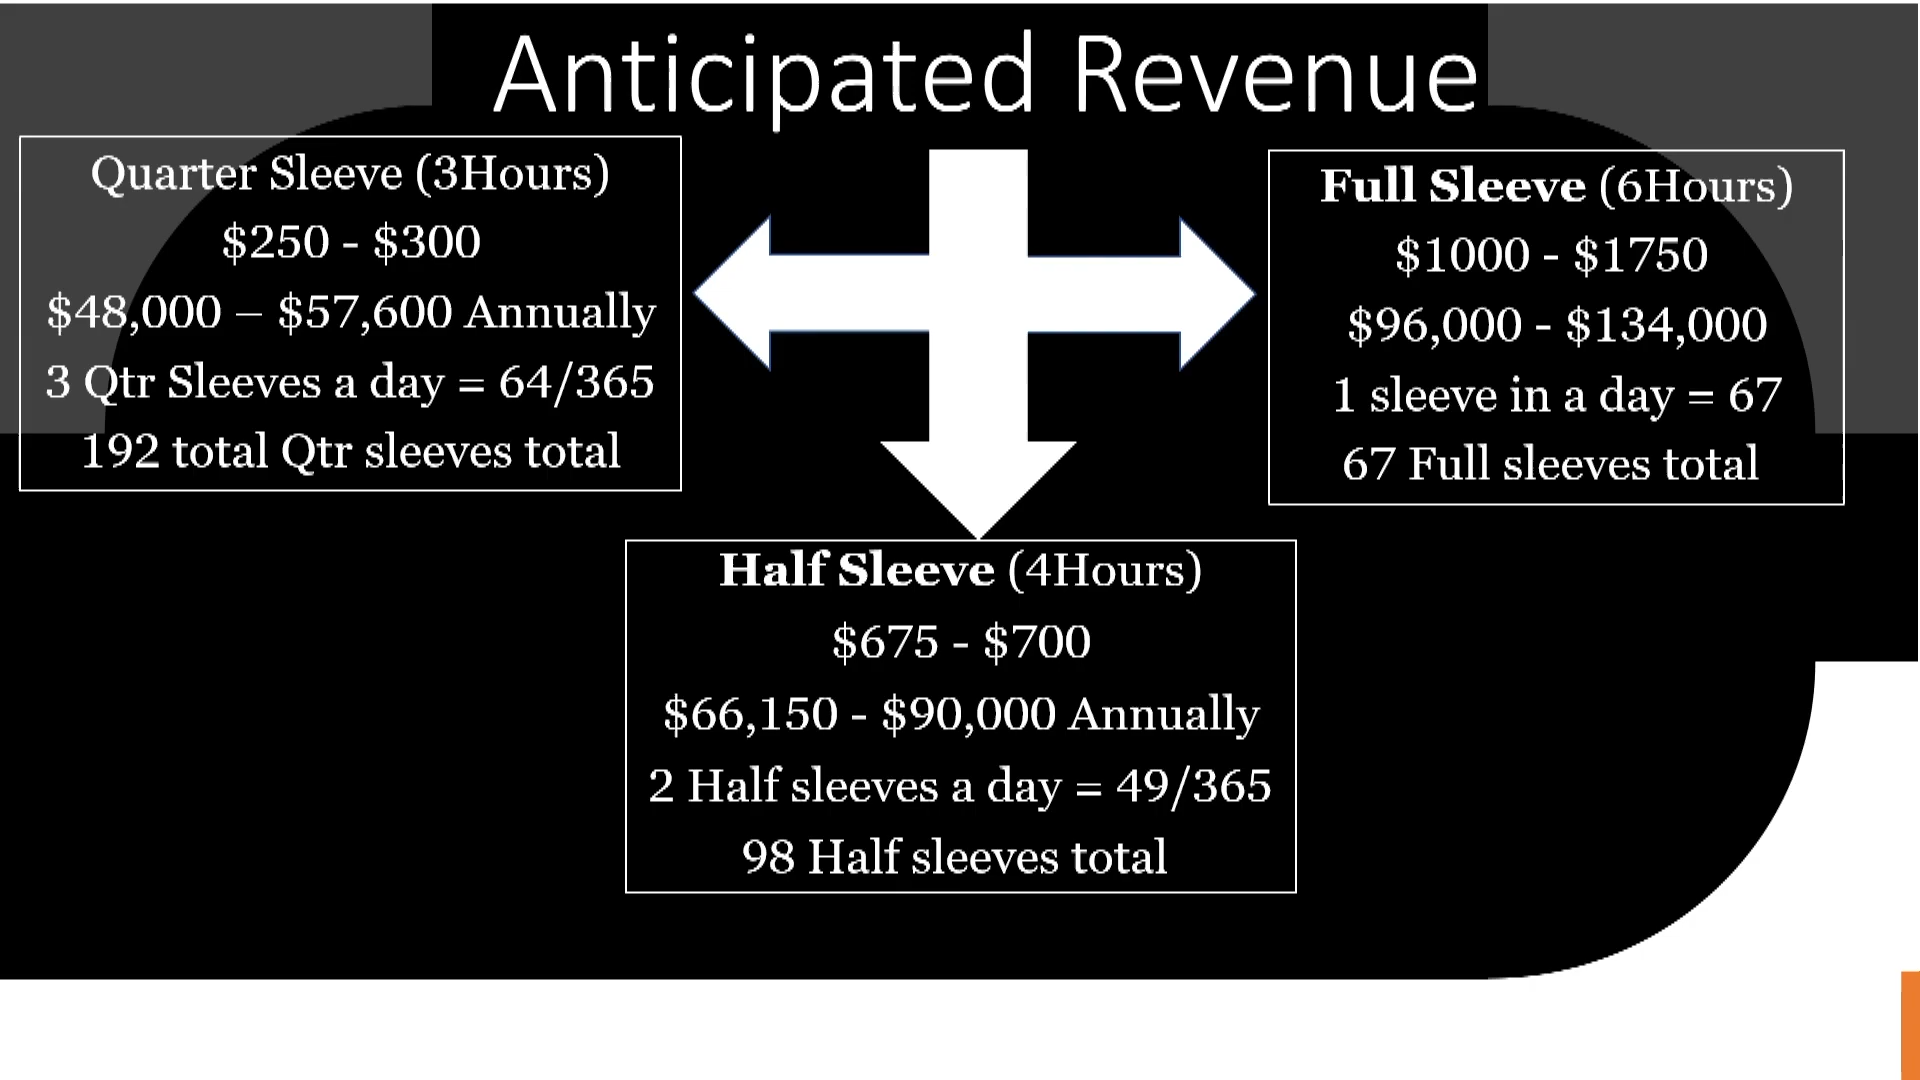 Anticipated Revenue
Quarter Sleeve (3Hours)
$250 - $300
$48,000 – $57,600 Annually
3 Qtr Sleeves a day = 64/365
192 total Qtr sleeves total
Full Sleeve (6Hours)
$1000 - $1750
$96,000 - $134,000
1 sleeve in a day = 67
67 Full sleeves total
Half Sleeve (4Hours)
$675 - $700
$66,150 - $90,000 Annually
2 Half sleeves a day = 49/365
98 Half sleeves total